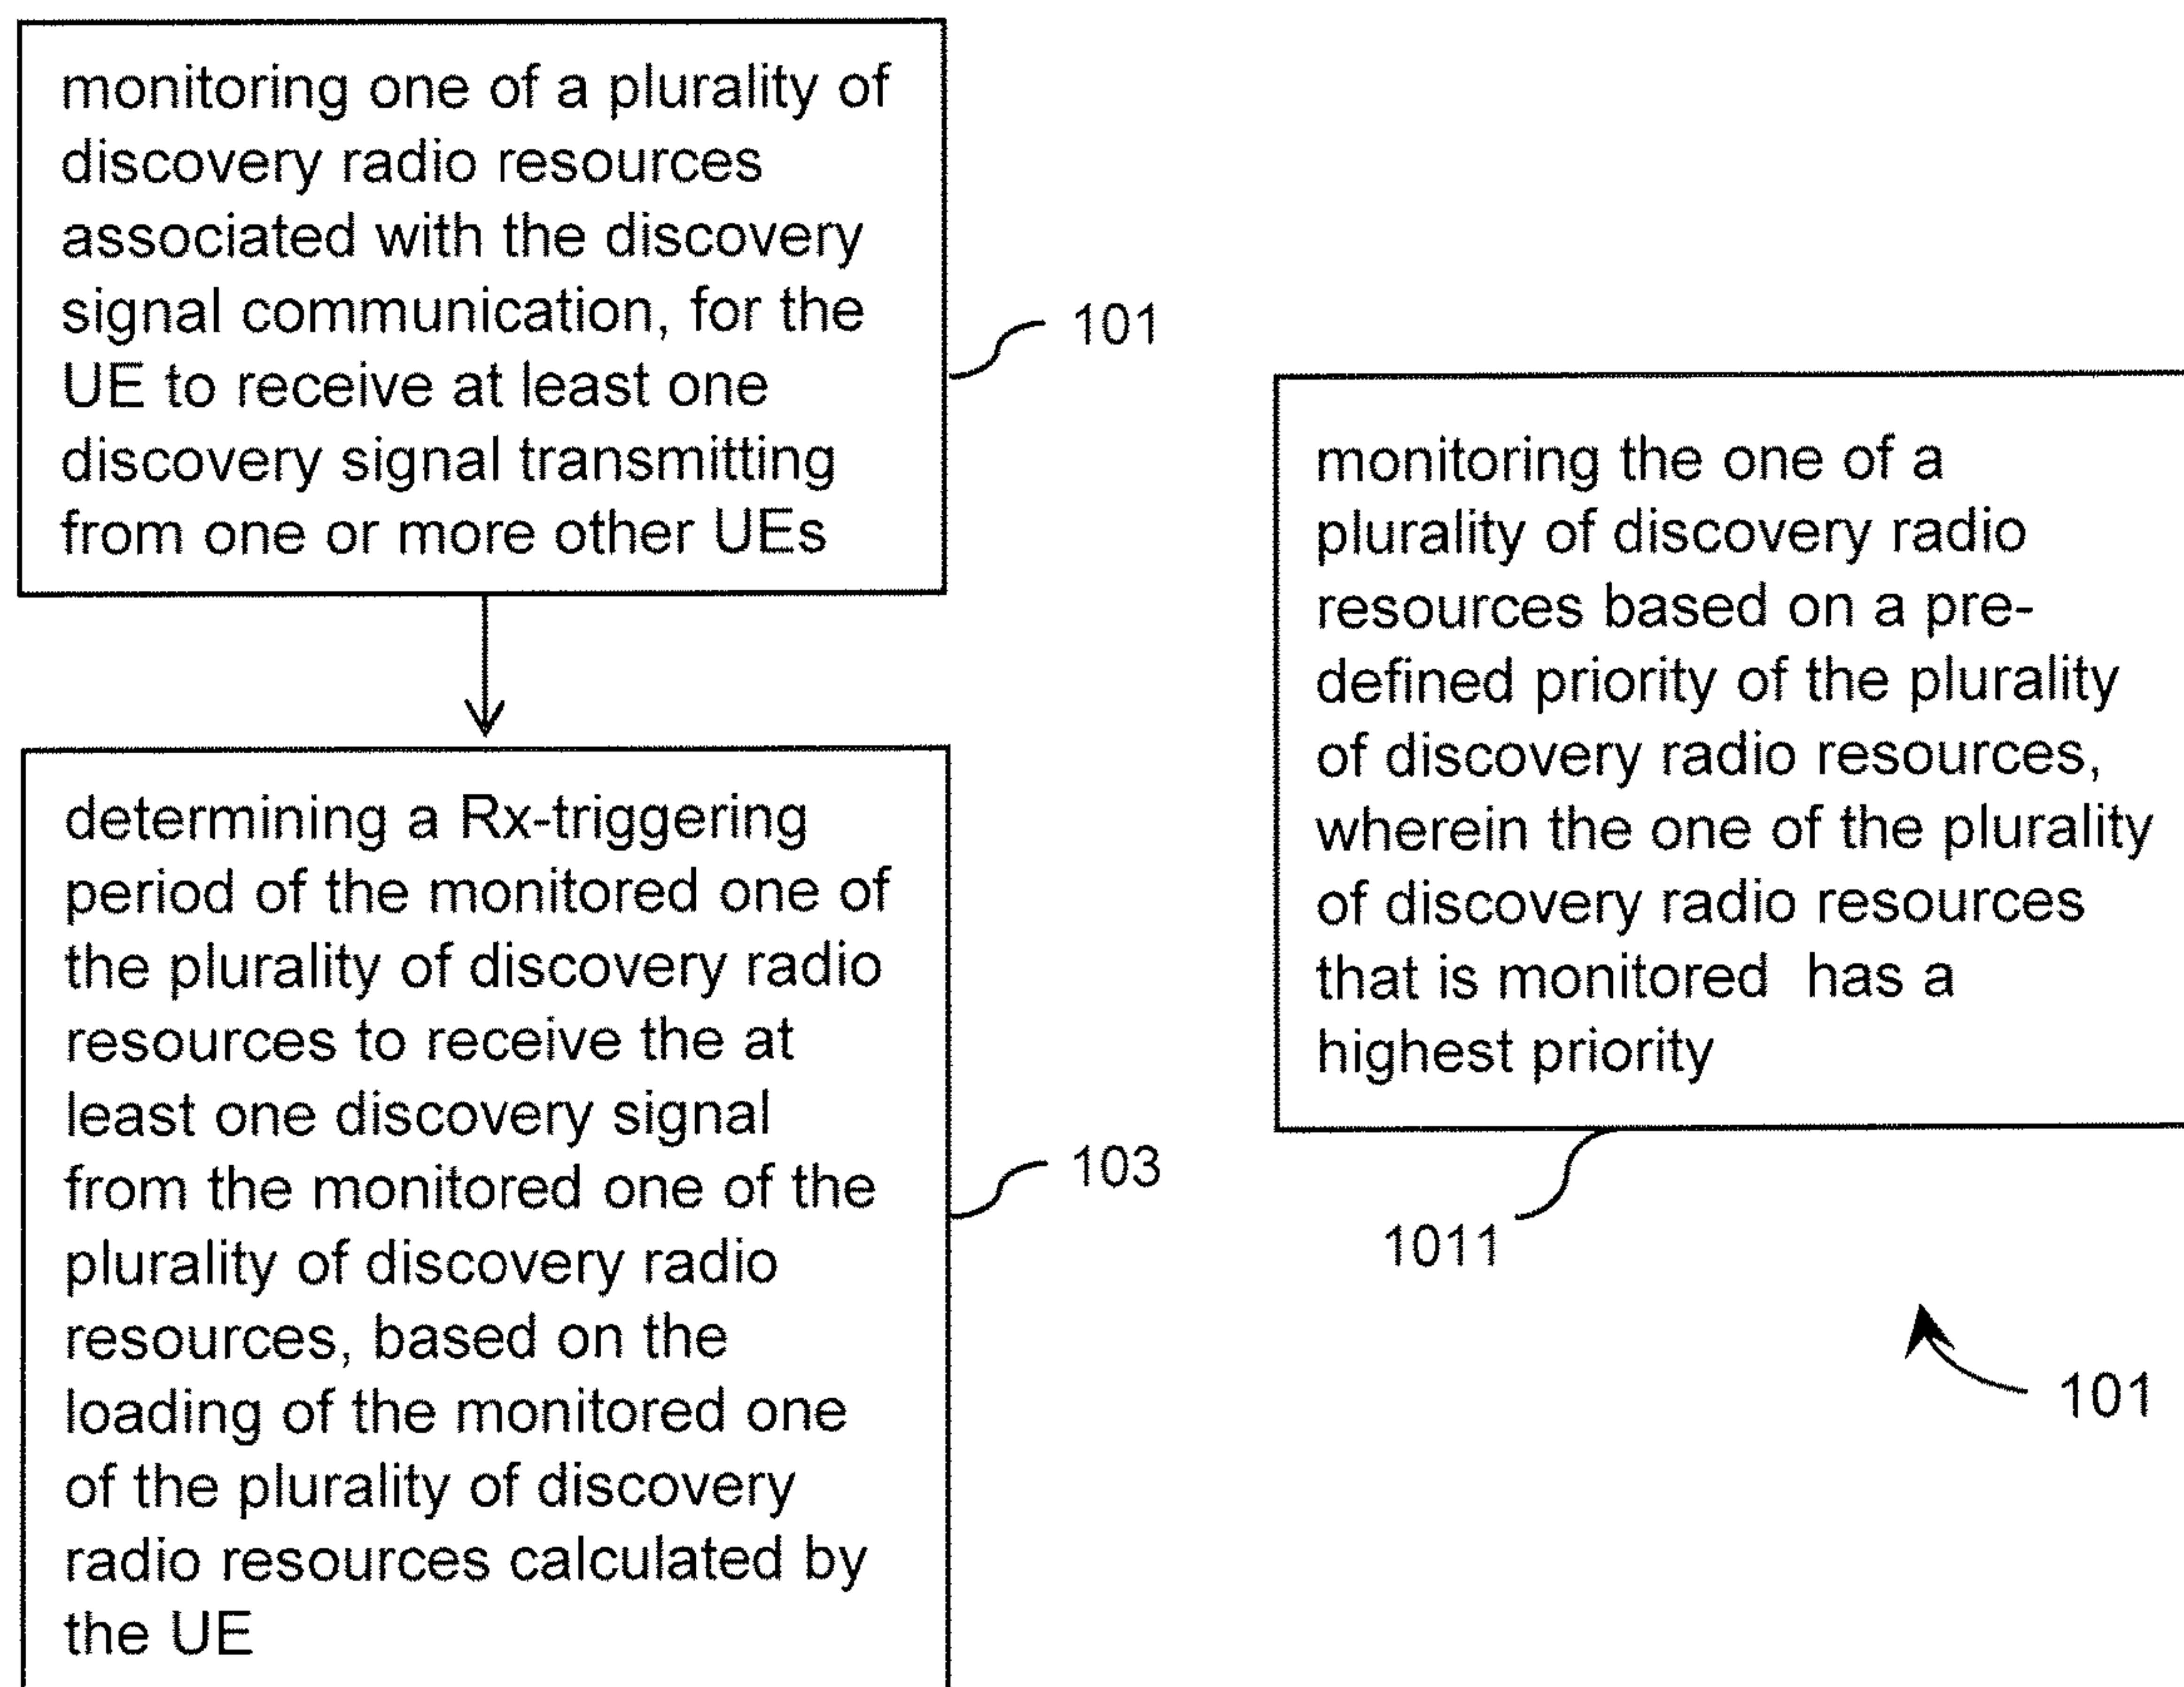 monitoring one of a plurality of
discovery radio resources
associated with the discovery
signal communication, for the
UE to receive at least one
discovery signal transmitting
from one or more other UEs
101
determining a Rx-triggering
period of the monitored one of
the plurality of discovery radio
resources to receive the at
least one discovery signal
from the monitored one of the
plurality of discovery radio
resources, based on the
loading of the monitored one
of the plurality of discovery
radio resources calculated by
the UE
103
monitoring the one of a
plurality of discovery radio
resources based on a pre-
defined priority of the plurality
of discovery radio resources,
wherein the one of the plurality
of discovery radio resources
that is monitored has a
highest priority
1011
101